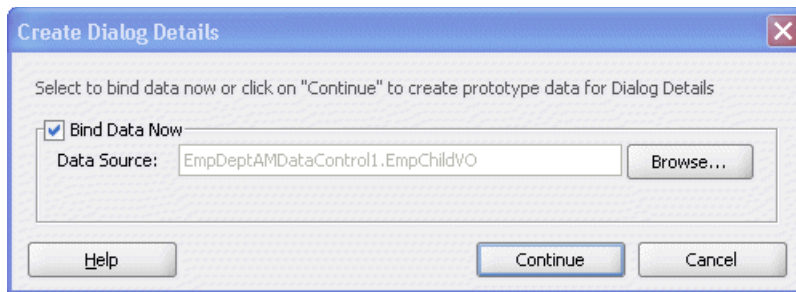 Create Dialog Details
Select to bind data now or click on "Continue" to create prototype data for Dialog Details
Bind Data Now
Data Source: EmpDeptAMDataControl1.EmpChildVO Browse...
Help Continue Cancel